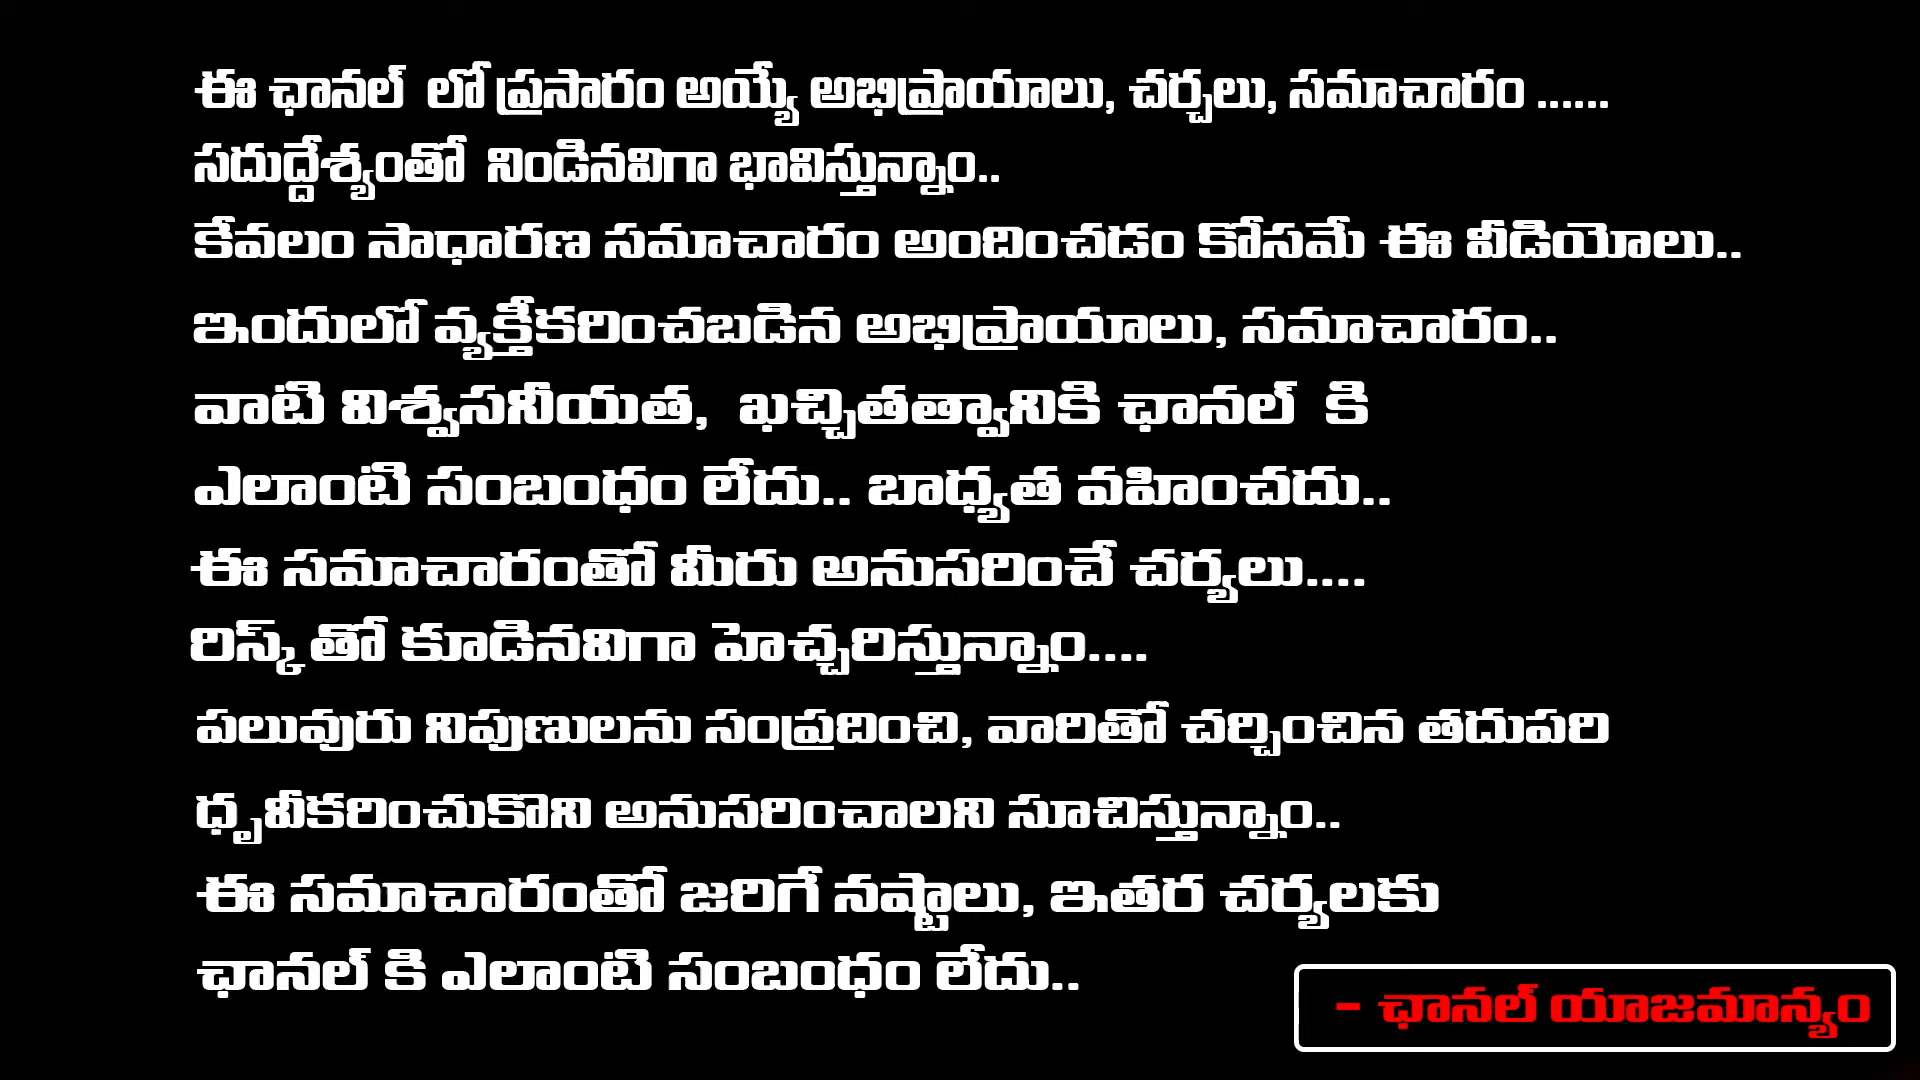 ఈ ఛానల్ లో ప్రసారం అయ్యే అభిప్రాయాలు, చర్చలు, సమాచారం ......
సదుద్దేశ్యంతో నిండినవిగా భావిస్తున్నాం..
కేవలం సాధారణ సమాచారం అందించడం కోసమే ఈ వీడియోలు..
ఇందులో వ్యక్తీకరించబడిన అభిప్రాయాలు, సమాచారం..
వాటి విశ్వసనీయత, ఖచ్చితత్వానికి ఛానల్ కి
ఎలాంటి సంబంధం లేదు.. బాధ్యత వహించదు..
ఈ సమాచారంతో మీరు అనుసరించే చర్యలు....
రిస్క్ తో కూడినవిగా హెచ్చరిస్తున్నాం....
పలువురు నిపుణులను సంప్రదించి, వారితో చర్చించిన తదుపరి
ధృవీకరించుకొని అనుసరించాలని సూచిస్తున్నాం..
ఈ సమాచారంతో జరిగే నష్టాలు, ఇతర చర్యలకు
ఛానల్ కి ఎలాంటి సంబంధం లేదు..
- ఛానల్ యాజమాన్యం